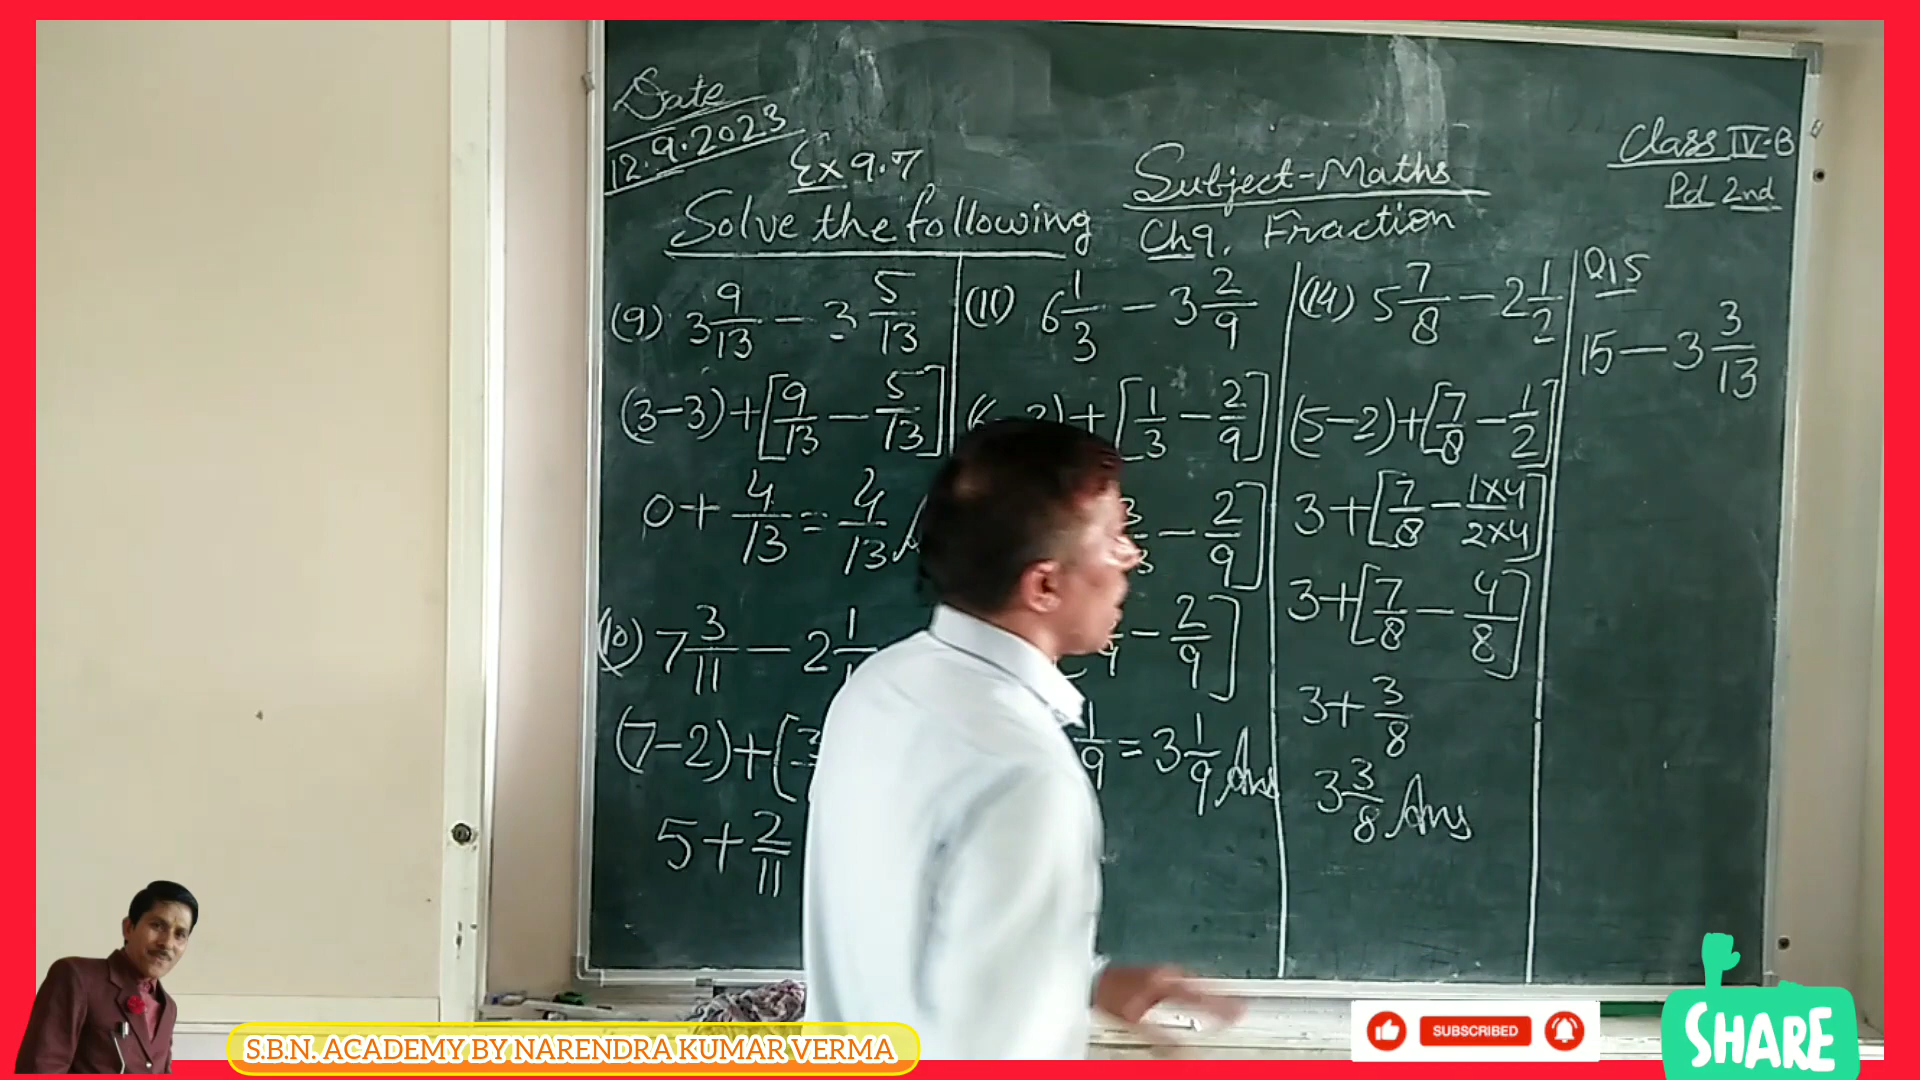 Date
12.9.2023
Ex 9.7
Subject-Maths
Class IV-B
Pd 2nd
Solve the following
Ch9. Fraction
(9) 3 9/13 - 3 5/13
(3-3)+[9/13 - 5/13]
0+ 4/13 = 4/13
(10) 7 3/11 - 2 1/
(7-2)+(3
5+ 2/11
(11) 6 1/3 - 3 2/9
+[1/3 - 2/9]
- 2/9]
- 2/9]
1/9 = 3 1/9 Ans
(14) 5 7/8 - 2 1/2
(5-2)+[7/8 - 1/2]
3+[7/8 - 1×4/2×4]
3+[7/8 - 4/8]
3+ 3/8
3 3/8 Ans
Q15
15 - 3 3/13
S.B.N. ACADEMY BY NARENDRA KUMAR VERMA
SUBSCRIBED
SHARE